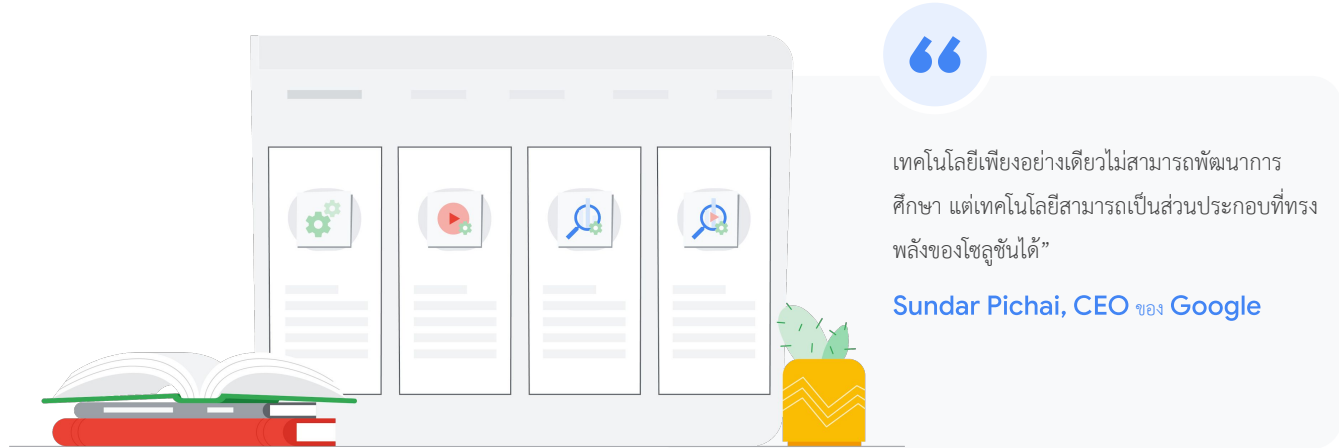 เทคโนโลยีเพียงอย่างเดียวไม่สามารถพัฒนาการ
ศึกษา แต่เทคโนโลยีสามารถเป็นส่วนประกอบที่ทรง
พลังของโซลูชันได้”
Sundar Pichai, CEO ของ Google